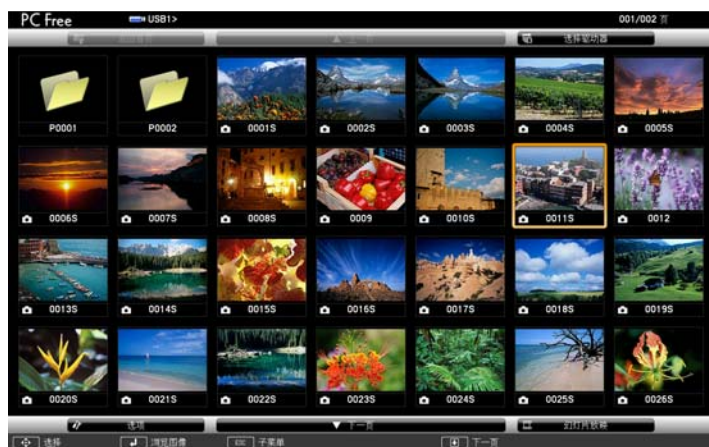 PC Free USB1> 001/002 页
▲ 上一页 选择驱动器
P0001 P0002 0001S 0002S 0003S 0004S 0005S
0006S 0007S 0008S 0009 0010S 0011S 0012
0013S 0014S 0015S 0016S 0017S 0018S 0019S
0020S 0021S 0022S 0023S 0024S 0025S 0026S
选项 ▼ 下一页 幻灯片放映
选择 浏览图像 ESC 子菜单 下一页